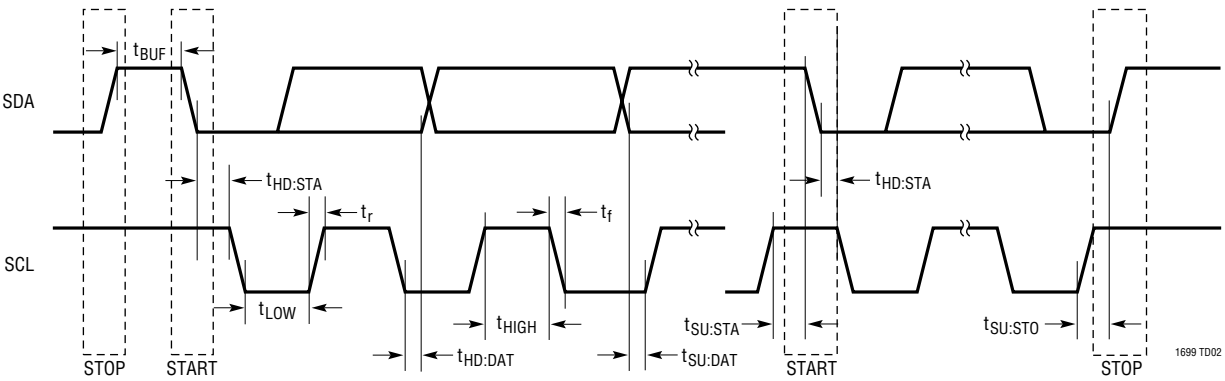 tBUF
SDA
tHD:STA
tHD:STA
tr
tf
SCL
tLOW
tHIGH
tSU:STA
tSU:STO
tHD:DAT
tSU:DAT
1699 TD02
STOP
START
START
STOP